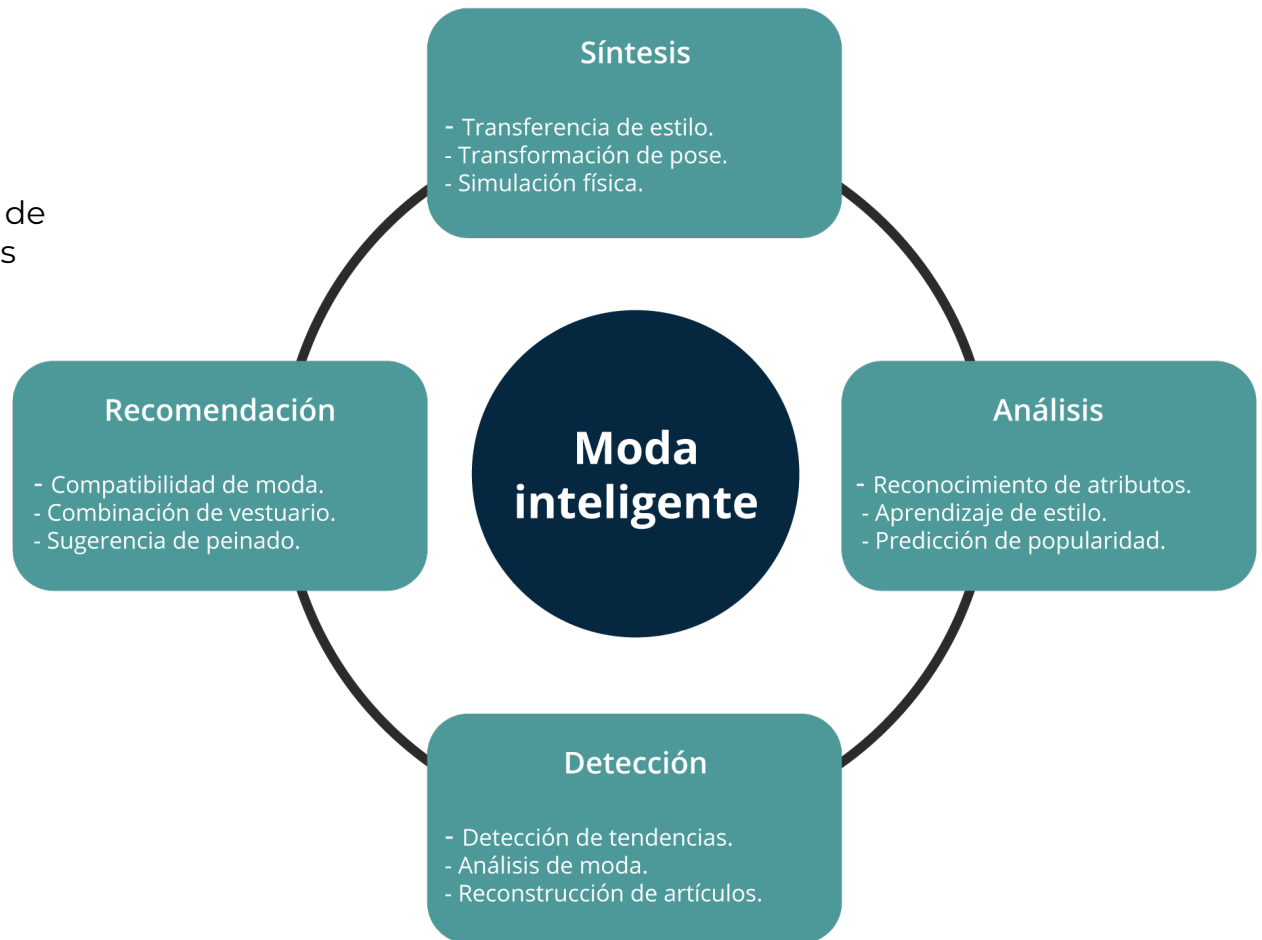 Síntesis
- Transferencia de estilo.
- Transformación de pose.
- Simulación física.
de
s
Recomendación
- Compatibilidad de moda.
- Combinación de vestuario.
- Sugerencia de peinado.
Moda
inteligente
Análisis
- Reconocimiento de atributos.
- Aprendizaje de estilo.
- Predicción de popularidad.
Detección
- Detección de tendencias.
- Análisis de moda.
- Reconstrucción de artículos.